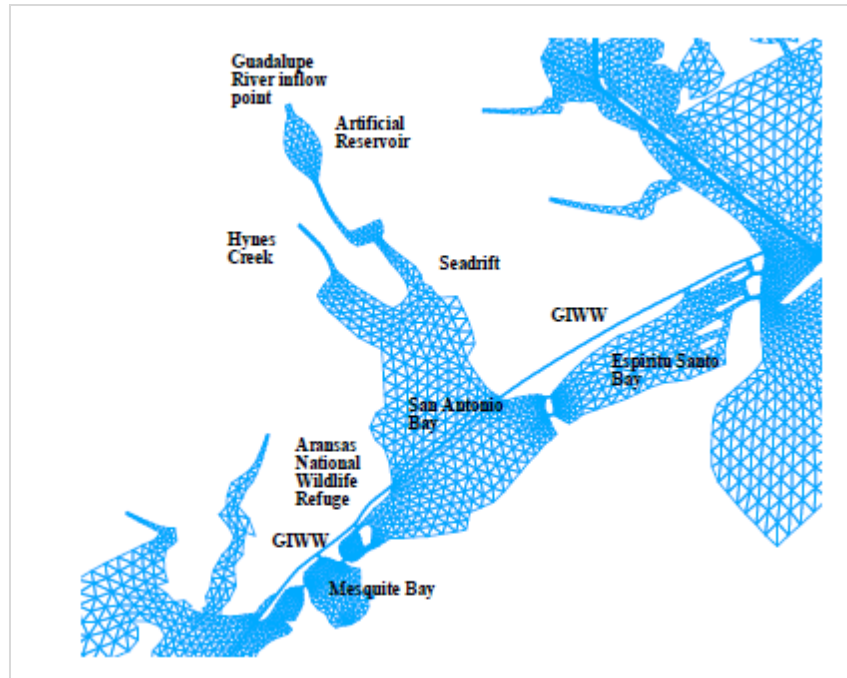 Guadalupe
River inflow
point
Artificial
Reservoir
Hynes
Creek
Seadrift
GIWW
Espiritu Santo
Bay
San Antonio
Bay
Aransas
National
Wildlife
Refuge
GIWW
Mesquite Bay